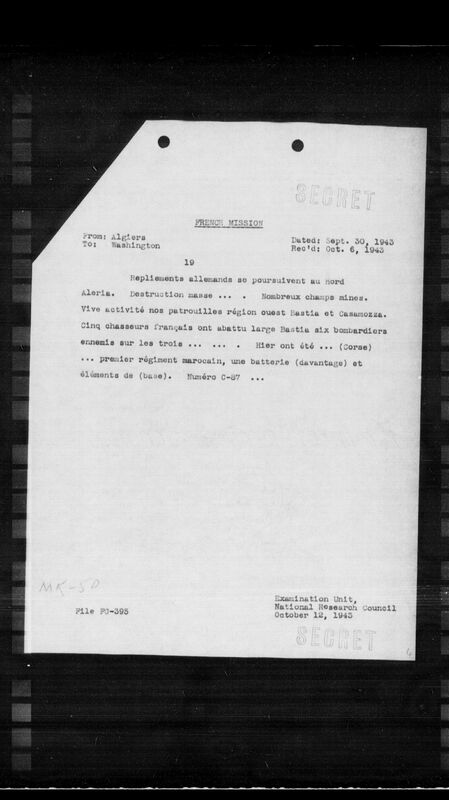 SECRET
FRENCH MISSION
From: Algiers
To: Washington
Dated: Sept. 30, 1943
Rec'd: Oct. 6, 1943
19
Repliements allemands se poursuivent au Nord
Aleria. Destruction masse ... . Nombreux champs mines.
Vive activité nos patrouilles région ouest Bastia et Casamozza.
Cinq chasseurs français ont abattu large Bastia six bombardiers
ennemis sur les trois ... ... . Hier ont été ... (Corse)
... premier régiment marocain, une batterie (davantage) et
éléments de (base). Numéro C-87 ...
MK-50
File FG-393
Examination Unit,
National Research Council
October 12, 1943
SECRET